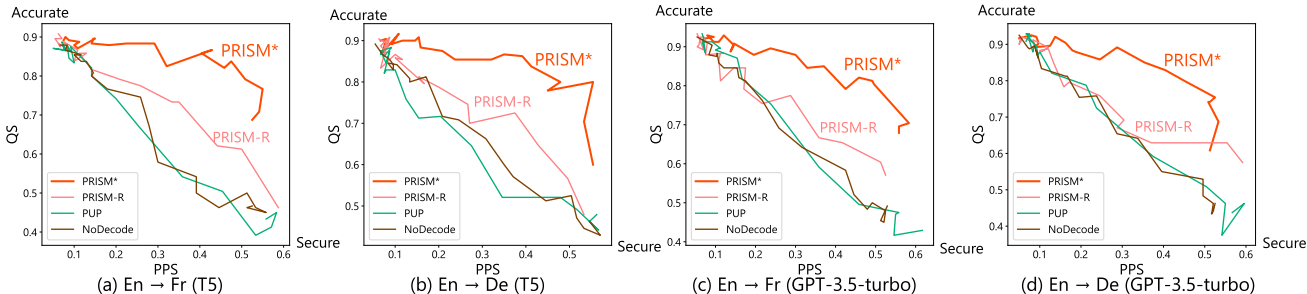 Accurate
QS
0.9
0.8
0.7
0.6
0.5
0.4
PRISM*
PRISM-R
PRISM*
PRISM-R
PUP
NoDecode
0.1
0.2
0.3
0.4
0.5
0.6
Secure
PPS
(a) En → Fr (T5)
Accurate
QS
0.9
0.8
0.7
0.6
0.5
PRISM*
PRISM-R
PRISM*
PRISM-R
PUP
NoDecode
0.1
0.2
0.3
0.4
0.5
Secure
PPS
(b) En → De (T5)
Accurate
QS
0.9
0.8
0.7
0.6
0.5
0.4
PRISM*
PRISM-R
PRISM*
PRISM-R
PUP
NoDecode
0.1
0.2
0.3
0.4
0.5
0.6
Secure
PPS
(c) En → Fr (GPT-3.5-turbo)
Accurate
QS
0.9
0.8
0.7
0.6
0.5
0.4
PRISM*
PRISM-R
PRISM*
PRISM-R
PUP
NoDecode
0.1
0.2
0.3
0.4
0.5
0.6
Secure
PPS
(d) En → De (GPT-3.5-turbo)